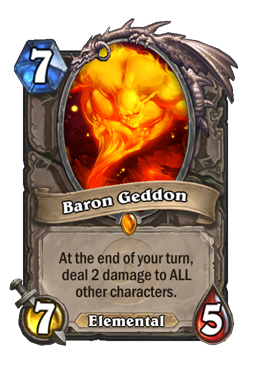 7
Baron Geddon
At the end of your turn,
deal 2 damage to ALL
other characters.
7
Elemental
5